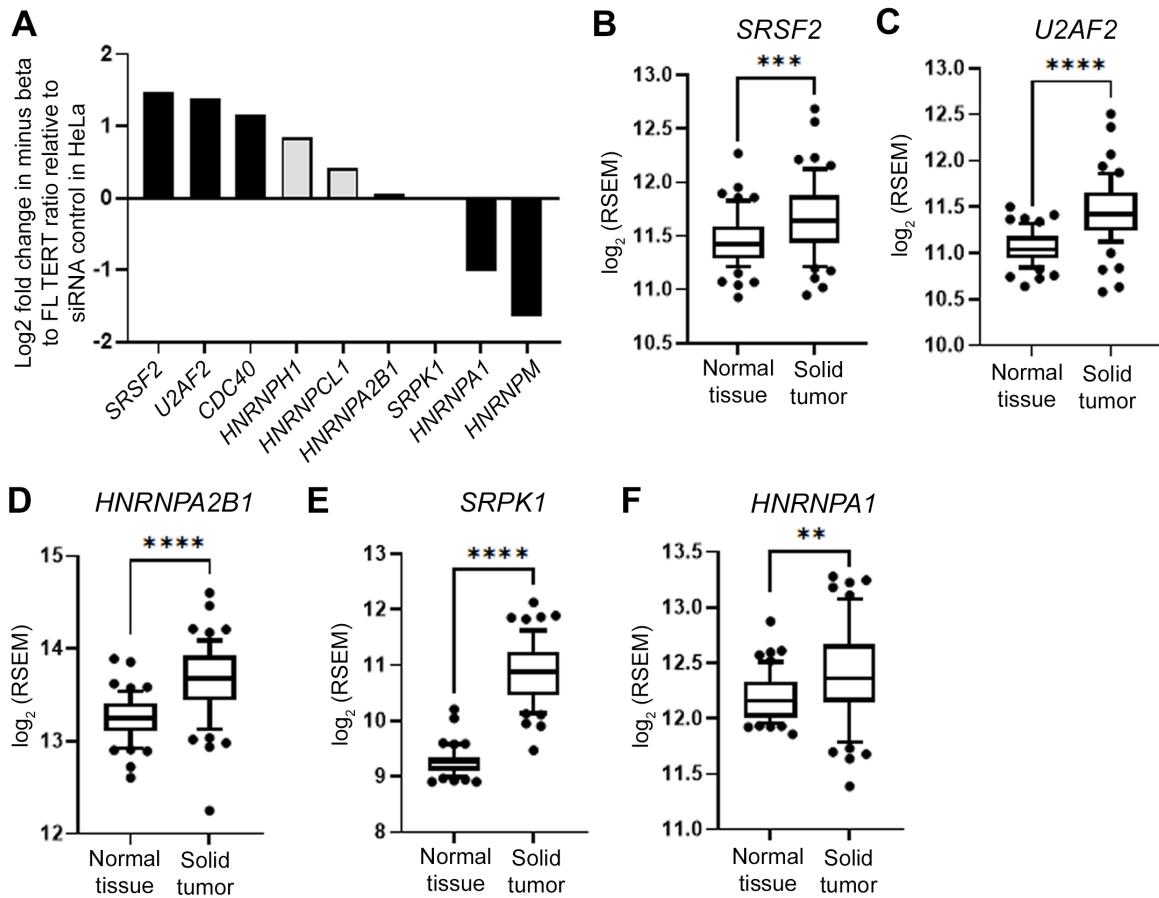 A
Log2 fold change in minus beta
to FL TERT ratio relative to
siRNA control in HeLa
2
1
0
-1
-2
SRSF2
U2AF2
CDC40
HNRNPH1
HNRNPCL1
HNRNPA2B1
SRPK1
HNRNPA1
HNRNPM
B
SRSF2
***
log2 (RSEM)
13.0
12.5
12.0
11.5
11.0
10.5
Normal
tissue
Solid
tumor
C
U2AF2
****
log2 (RSEM)
13.0
12.5
12.0
11.5
11.0
10.5
10.0
Normal
tissue
Solid
tumor
D
HNRNPA2B1
****
log2 (RSEM)
15
14
13
12
Normal
tissue
Solid
tumor
E
SRPK1
****
log2 (RSEM)
13
12
11
10
9
8
Normal
tissue
Solid
tumor
F
HNRNPA1
**
log2 (RSEM)
13.5
13.0
12.5
12.0
11.5
11.0
Normal
tissue
Solid
tumor